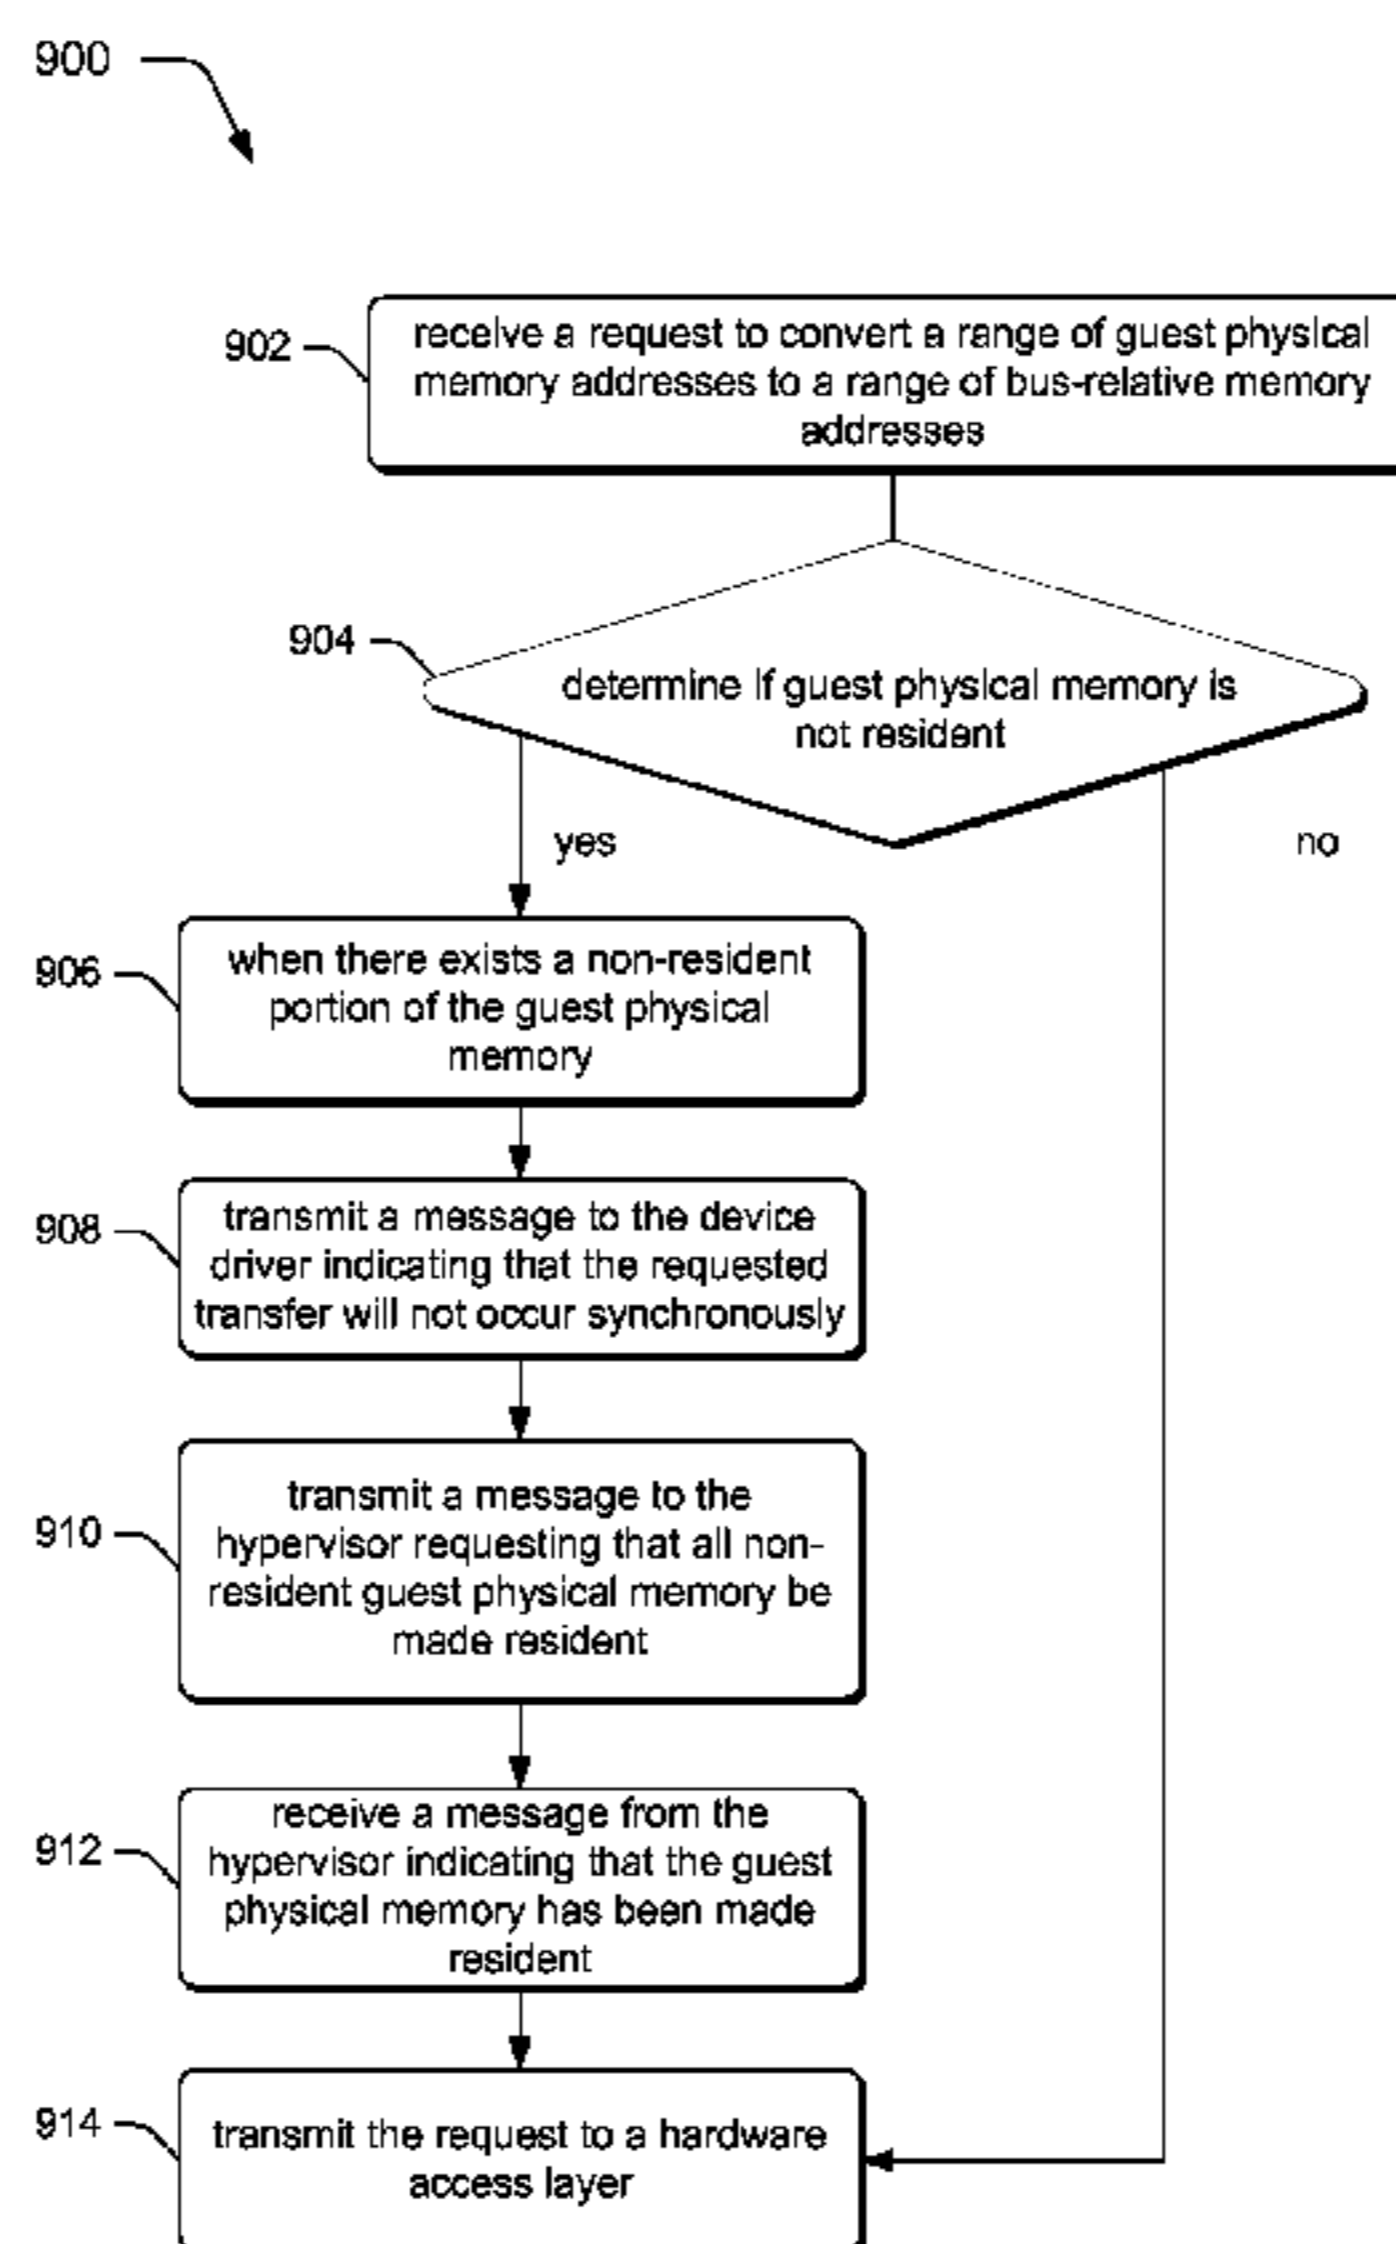 900
902
receive a request to convert a range of guest physical
memory addresses to a range of bus-relative memory
addresses
904
determine if guest physical memory is
not resident
yes
no
906
when there exists a non-resident
portion of the guest physical
memory
908
transmit a message to the device
driver indicating that the requested
transfer will not occur synchronously
910
transmit a message to the
hypervisor requesting that all non-
resident guest physical memory be
made resident
912
receive a message from the
hypervisor indicating that the guest
physical memory has been made
resident
914
transmit the request to a hardware
access layer